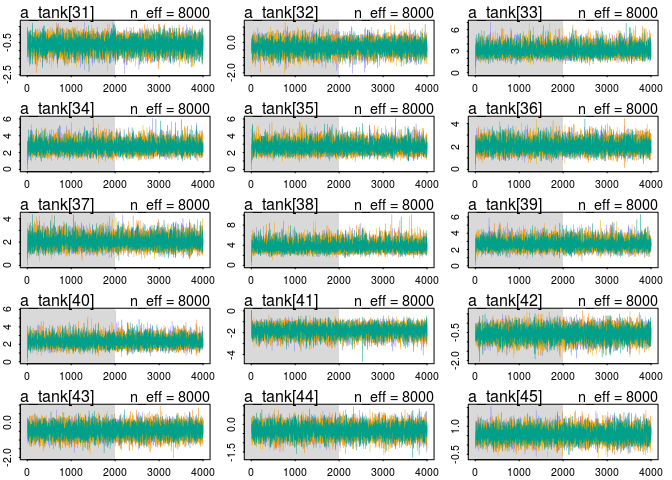 a_tank[31] n_eff = 8000 a_tank[32] n_eff = 8000 a_tank[33] n_eff = 8000
-0.5 0.0 6
3
-2.5 -2.0 0
0 1000 2000 3000 4000 0 1000 2000 3000 4000 0 1000 2000 3000 4000
a_tank[34] n_eff = 8000 a_tank[35] n_eff = 8000 a_tank[36] n_eff = 8000
6 6 4
4 4
2 2 2
0 0 0
0 1000 2000 3000 4000 0 1000 2000 3000 4000 0 1000 2000 3000 4000
a_tank[37] n_eff = 8000 a_tank[38] n_eff = 8000 a_tank[39] n_eff = 8000
4 8 6
4
2 4 2
0 0 0
0 1000 2000 3000 4000 0 1000 2000 3000 4000 0 1000 2000 3000 4000
a_tank[40] n_eff = 8000 a_tank[41] n_eff = 8000 a_tank[42] n_eff = 8000
6 0
4 -2 -0.5
2
0 -4 -2.0
0 1000 2000 3000 4000 0 1000 2000 3000 4000 0 1000 2000 3000 4000
a_tank[43] n_eff = 8000 a_tank[44] n_eff = 8000 a_tank[45] n_eff = 8000
0.0 0.0 1.0
-2.0 -1.5 -0.5
0 1000 2000 3000 4000 0 1000 2000 3000 4000 0 1000 2000 3000 4000